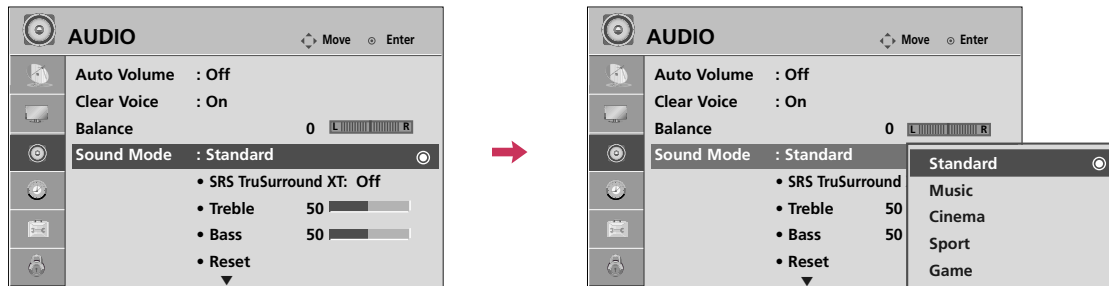 AUDIO
Move Enter
Auto Volume : Off
Clear Voice : On
Balance 0 L R
Sound Mode : Standard
• SRS TruSurround XT: Off
• Treble 50
• Bass 50
• Reset
AUDIO
Move Enter
Auto Volume : Off
Clear Voice : On
Balance 0 L R
Sound Mode : Standard
• SRS TruSurround
• Treble 50
• Bass 50
• Reset
Standard
Music
Cinema
Sport
Game